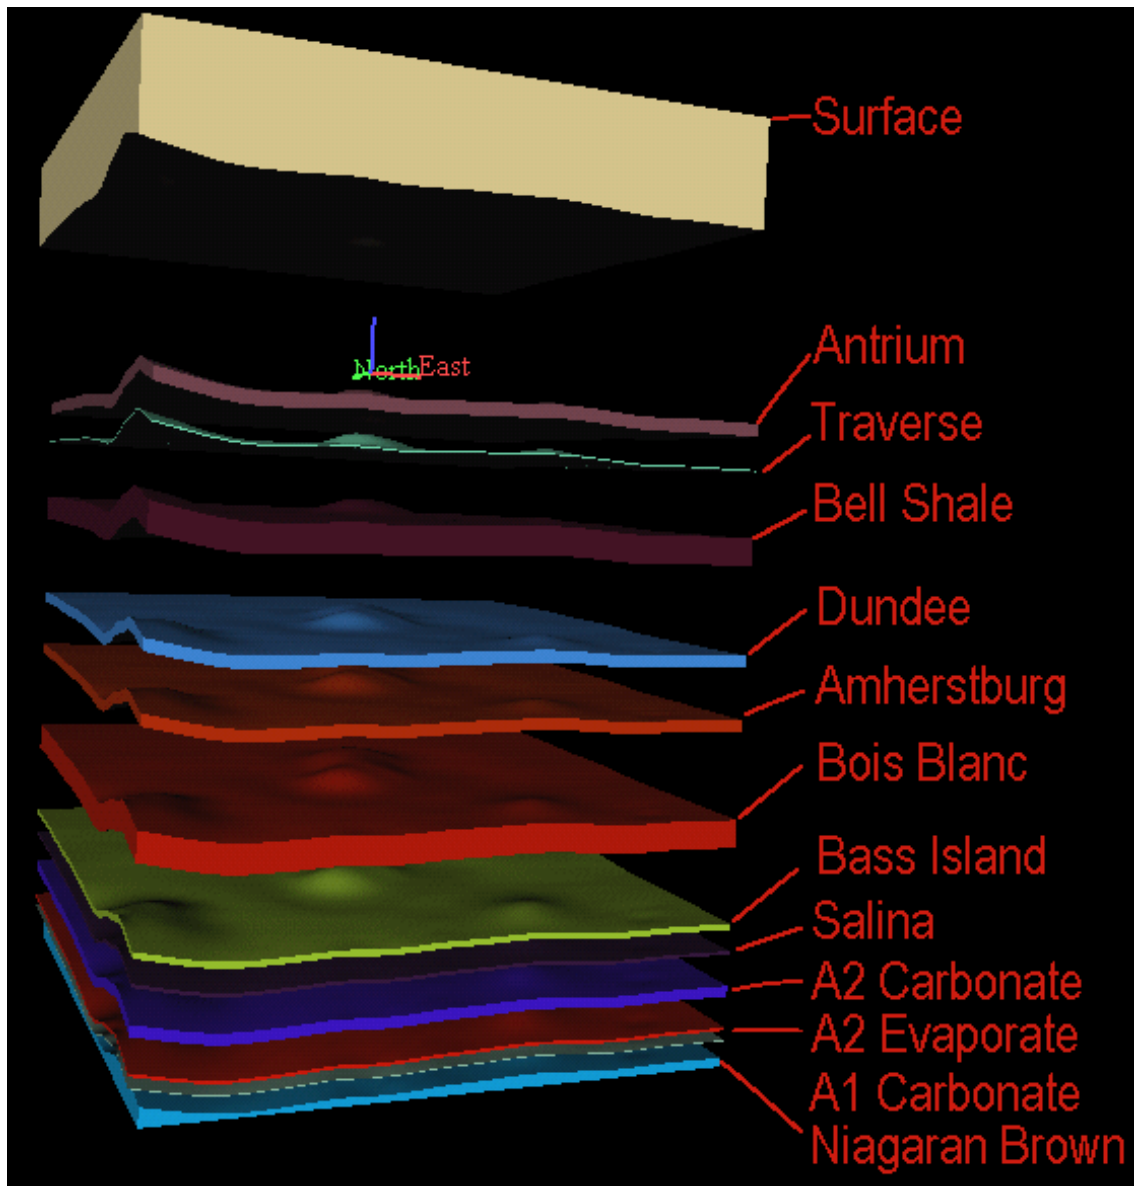 Surface
Antrium
North East
Traverse
Bell Shale
Dundee
Amherstburg
Bois Blanc
Bass Island
Salina
A2 Carbonate
A2 Evaporate
A1 Carbonate
Niagaran Brown